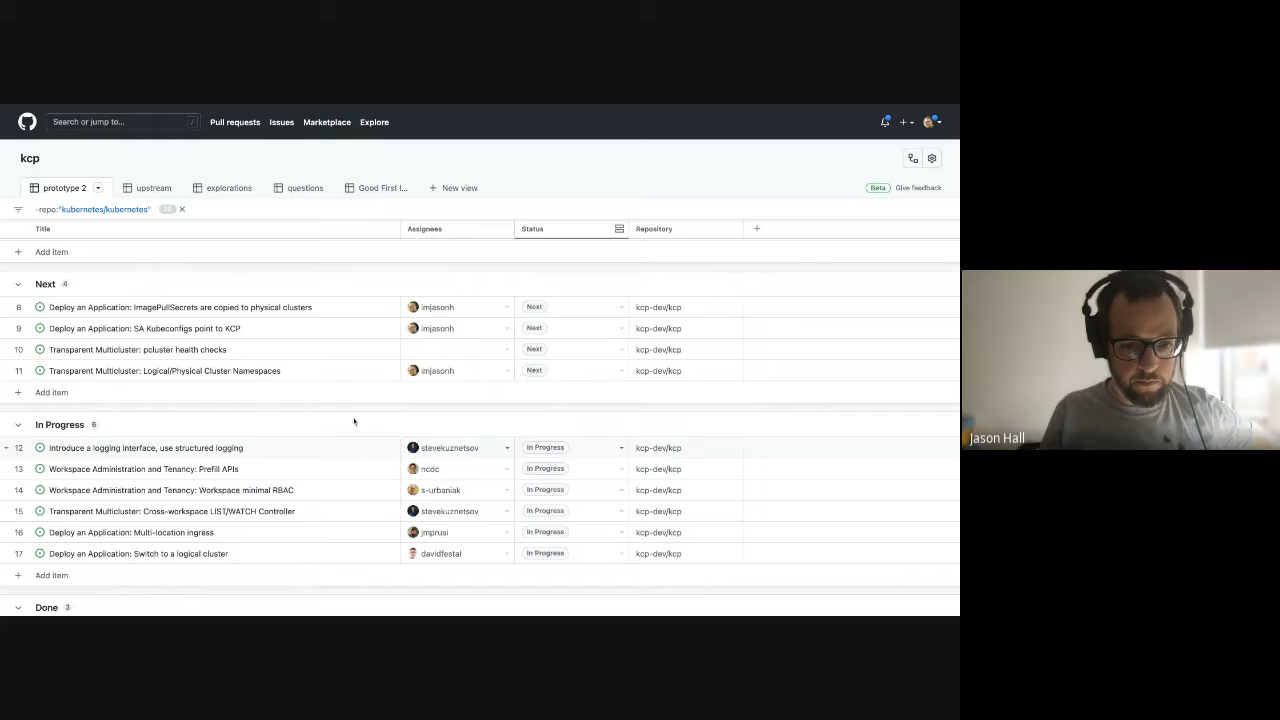 Search or jump to... / Pull requests Issues Marketplace Explore
kcp
prototype 2 upstream explorations questions Good First I... + New view Beta Give feedback
-repo:"kubernetes/kubernetes"
Title Assignees Status Repository +
+ Add item
Next 4
8 Deploy an Application: ImagePullSecrets are copied to physical clusters imjasonh Next kcp-dev/kcp
9 Deploy an Application: SA Kubeconfigs point to KCP imjasonh Next kcp-dev/kcp
10 Transparent Multicluster: pcluster health checks Next kcp-dev/kcp
11 Transparent Multicluster: Logical/Physical Cluster Namespaces imjasonh Next kcp-dev/kcp
+ Add item
In Progress 6
12 Introduce a logging interface, use structured logging stevekuznetsov In Progress kcp-dev/kcp
13 Workspace Administration and Tenancy: Prefill APIs ncdc In Progress kcp-dev/kcp
14 Workspace Administration and Tenancy: Workspace minimal RBAC s-urbaniak In Progress kcp-dev/kcp
15 Transparent Multicluster: Cross-workspace LIST/WATCH Controller stevekuznetsov In Progress kcp-dev/kcp
16 Deploy an Application: Multi-location ingress jmprusi In Progress kcp-dev/kcp
17 Deploy an Application: Switch to a logical cluster davidfestal In Progress kcp-dev/kcp
+ Add item
Done 3
Jason Hall